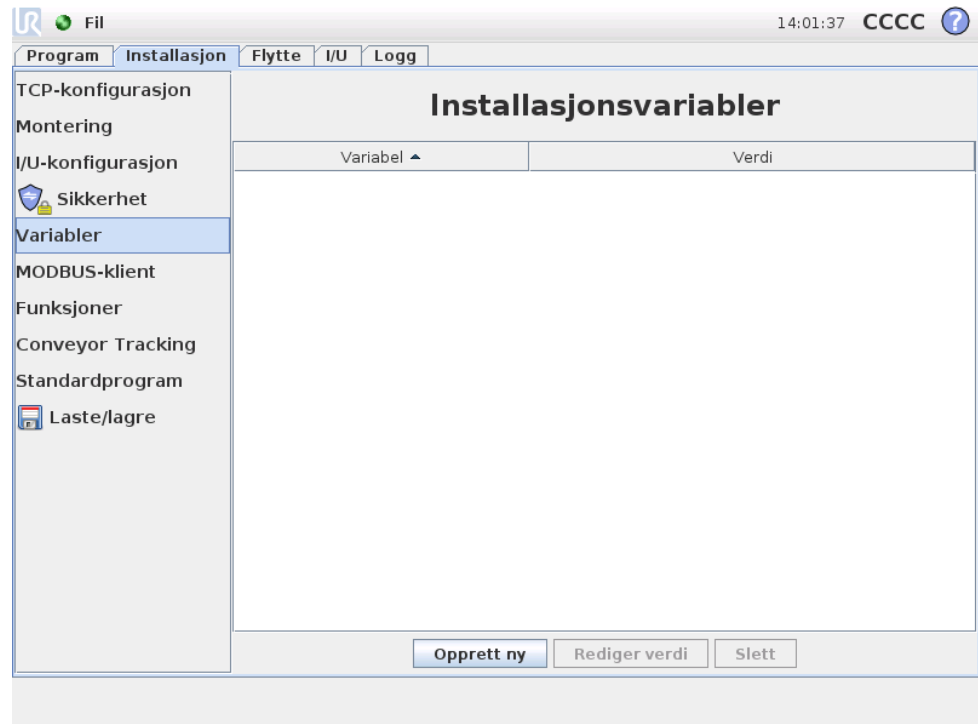 UR Fil 14:01:37 CCCC ?
Program Installasjon Flytte I/U Logg
TCP-konfigurasjon
Montering
I/U-konfigurasjon
Sikkerhet
Variabler
MODBUS-klient
Funksjoner
Conveyor Tracking
Standardprogram
Laste/lagre
Installasjonsvariabler
Variabel Verdi
Opprett ny Rediger verdi Slett